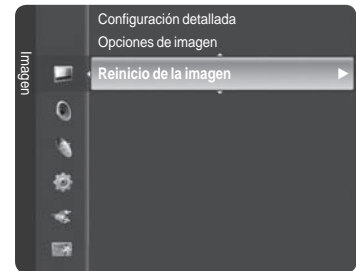 Imagen
Configuración detallada
Opciones de imagen
Reinicio de la imagen